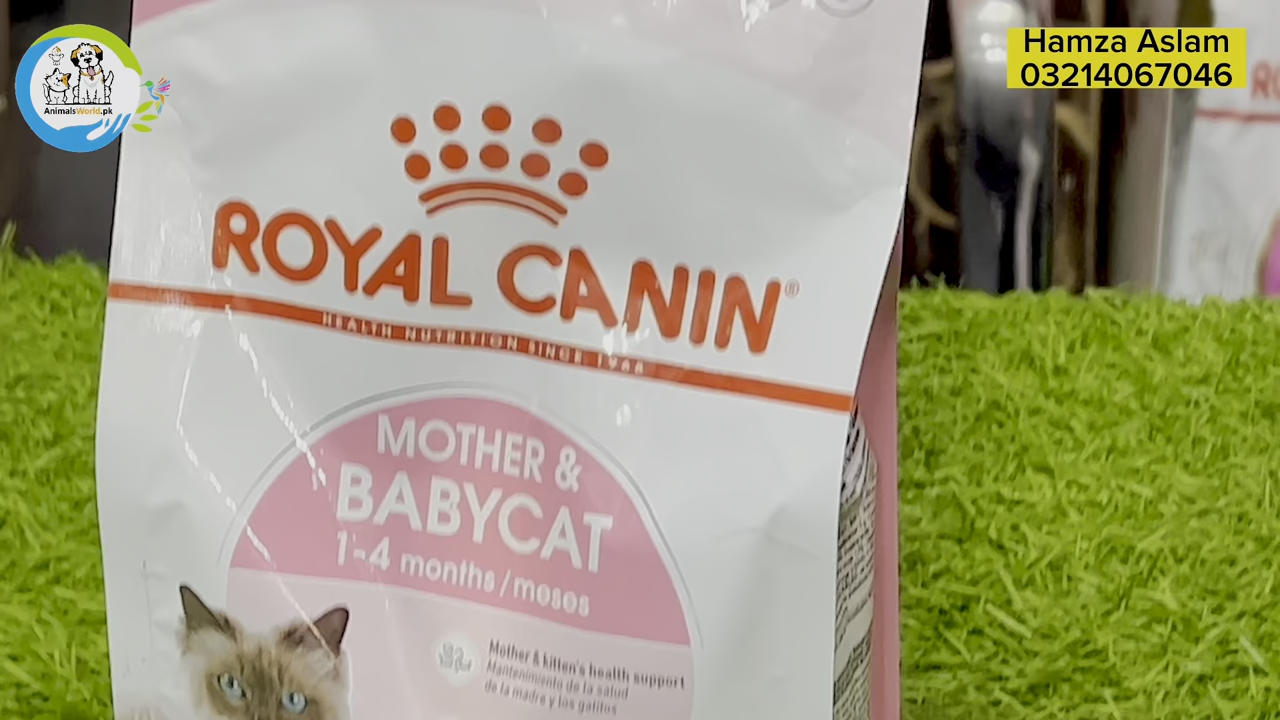 AnimalsWorld.pk
Hamza Aslam
03214067046
ROYAL CANIN®
HEALTH NUTRITION SINCE 1968
MOTHER &
BABYCAT
1-4 months/meses
Mother & kitten's health support
Mantenimiento de la salud
de la madre y los gatitos